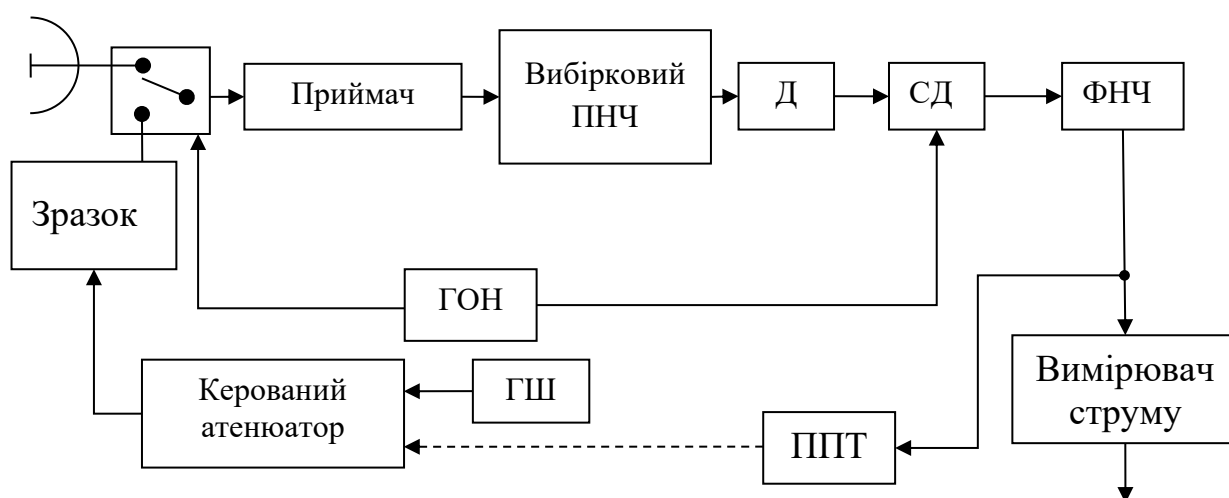 Приймач
Вибірковий
ПНЧ
Д
СД
ФНЧ
Зразок
ГОН
Керований
атенюатор
ГШ
ППТ
Вимірювач
струму